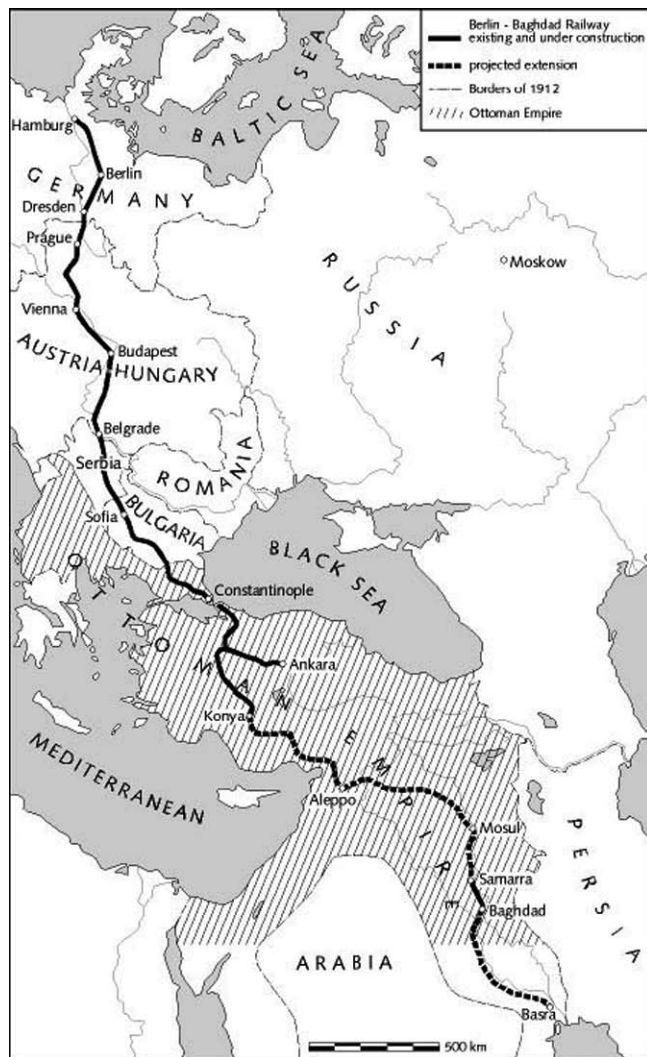 Berlin - Baghdad Railway
existing and under construction
projected extension
Borders of 1912
Ottoman Empire
BALTIC SEA
Hamburg
Berlin
GERMANY
Dresden
Prague
Moskow
RUSSIA
Vienna
Budapest
AUSTRIA HUNGARY
Belgrade
Serbia
ROMANIA
BULGARIA
Sofia
BLACK SEA
Constantinople
OTTOMAN EMPIRE
Ankara
Konya
MEDITERRANEAN
Aleppo
Mosul
PERSIA
Samarra
Baghdad
ARABIA
Basra
500 km